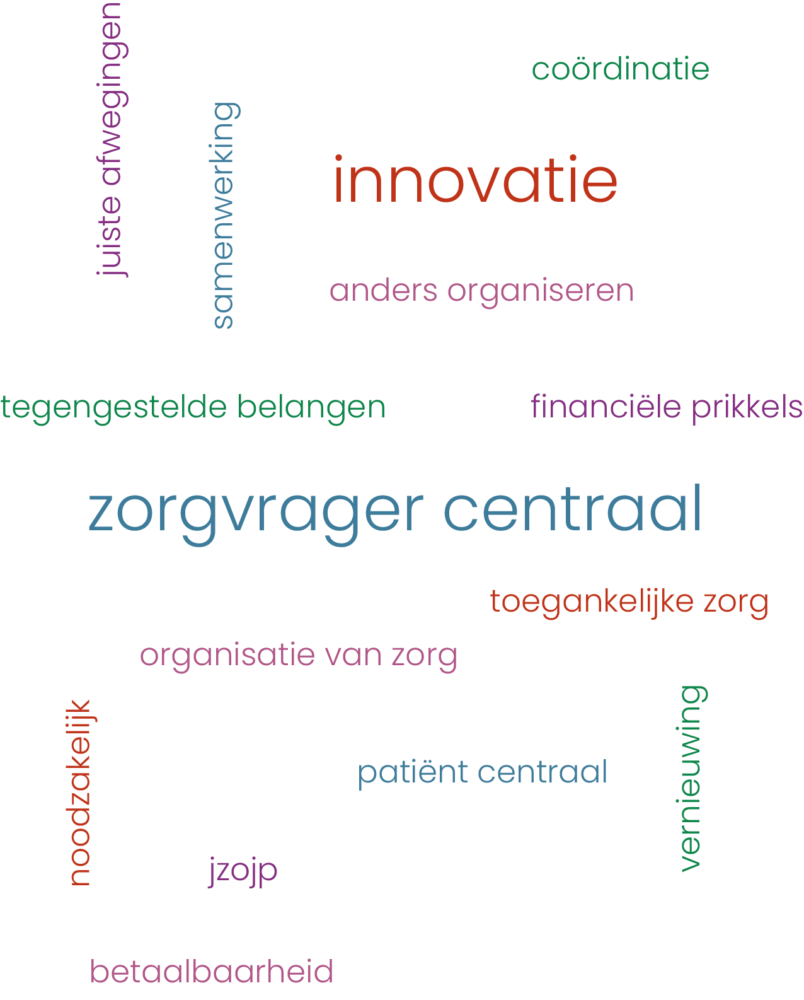 juiste afwegingen
coördinatie
samenwerking
innovatie
anders organiseren
tegengestelde belangen
financiële prikkels
zorgvrager centraal
toegankelijke zorg
organisatie van zorg
noodzakelijk
vernieuwing
patiënt centraal
jzojp
betaalbaarheid